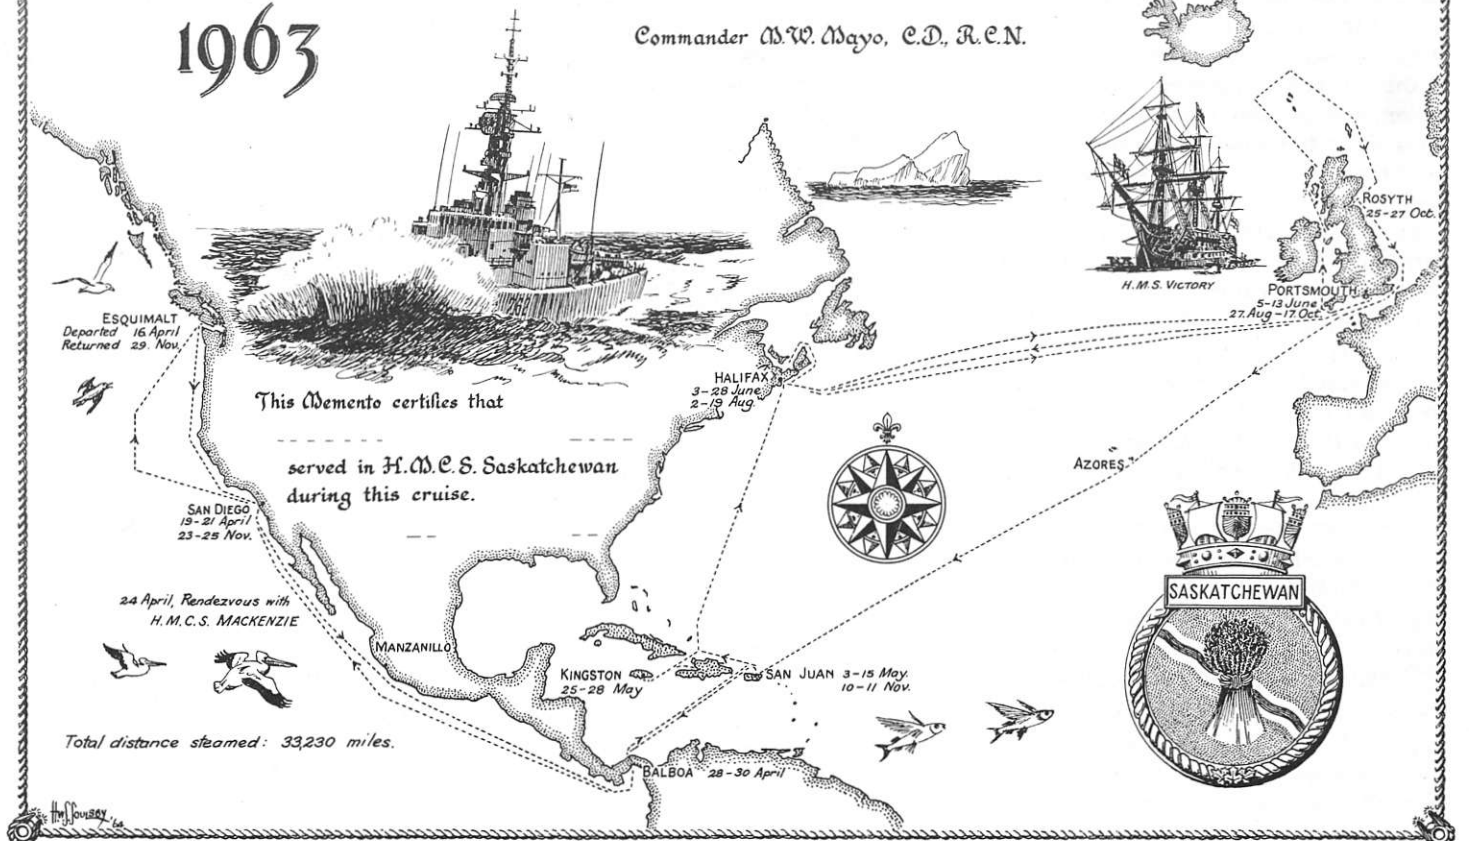 1963
Commander M.W. Mayo, C.D., R.C.N.
H.M.S. VICTORY
ROSYTH
25-27 Oct.
PORTSMOUTH
5-13 June
27. Aug-17. Oct.
ESQUIMALT
Departed 16 April
Returned 29. Nov.
HALIFAX
3-28 June
2-19 Aug.
This Memento certifies that
served in H.M.C.S. Saskatchewan
during this cruise.
AZORES
SAN DIEGO
19-21 April
23-25 Nov.
24 April, Rendezvous with
H.M.C.S. MACKENZIE
MANZANILLO
KINGSTON
25-28 May
SAN JUAN 3-15 May.
10-11 Nov.
SASKATCHEWAN
Total distance steamed: 33,230 miles.
BALBOA 28-30 April